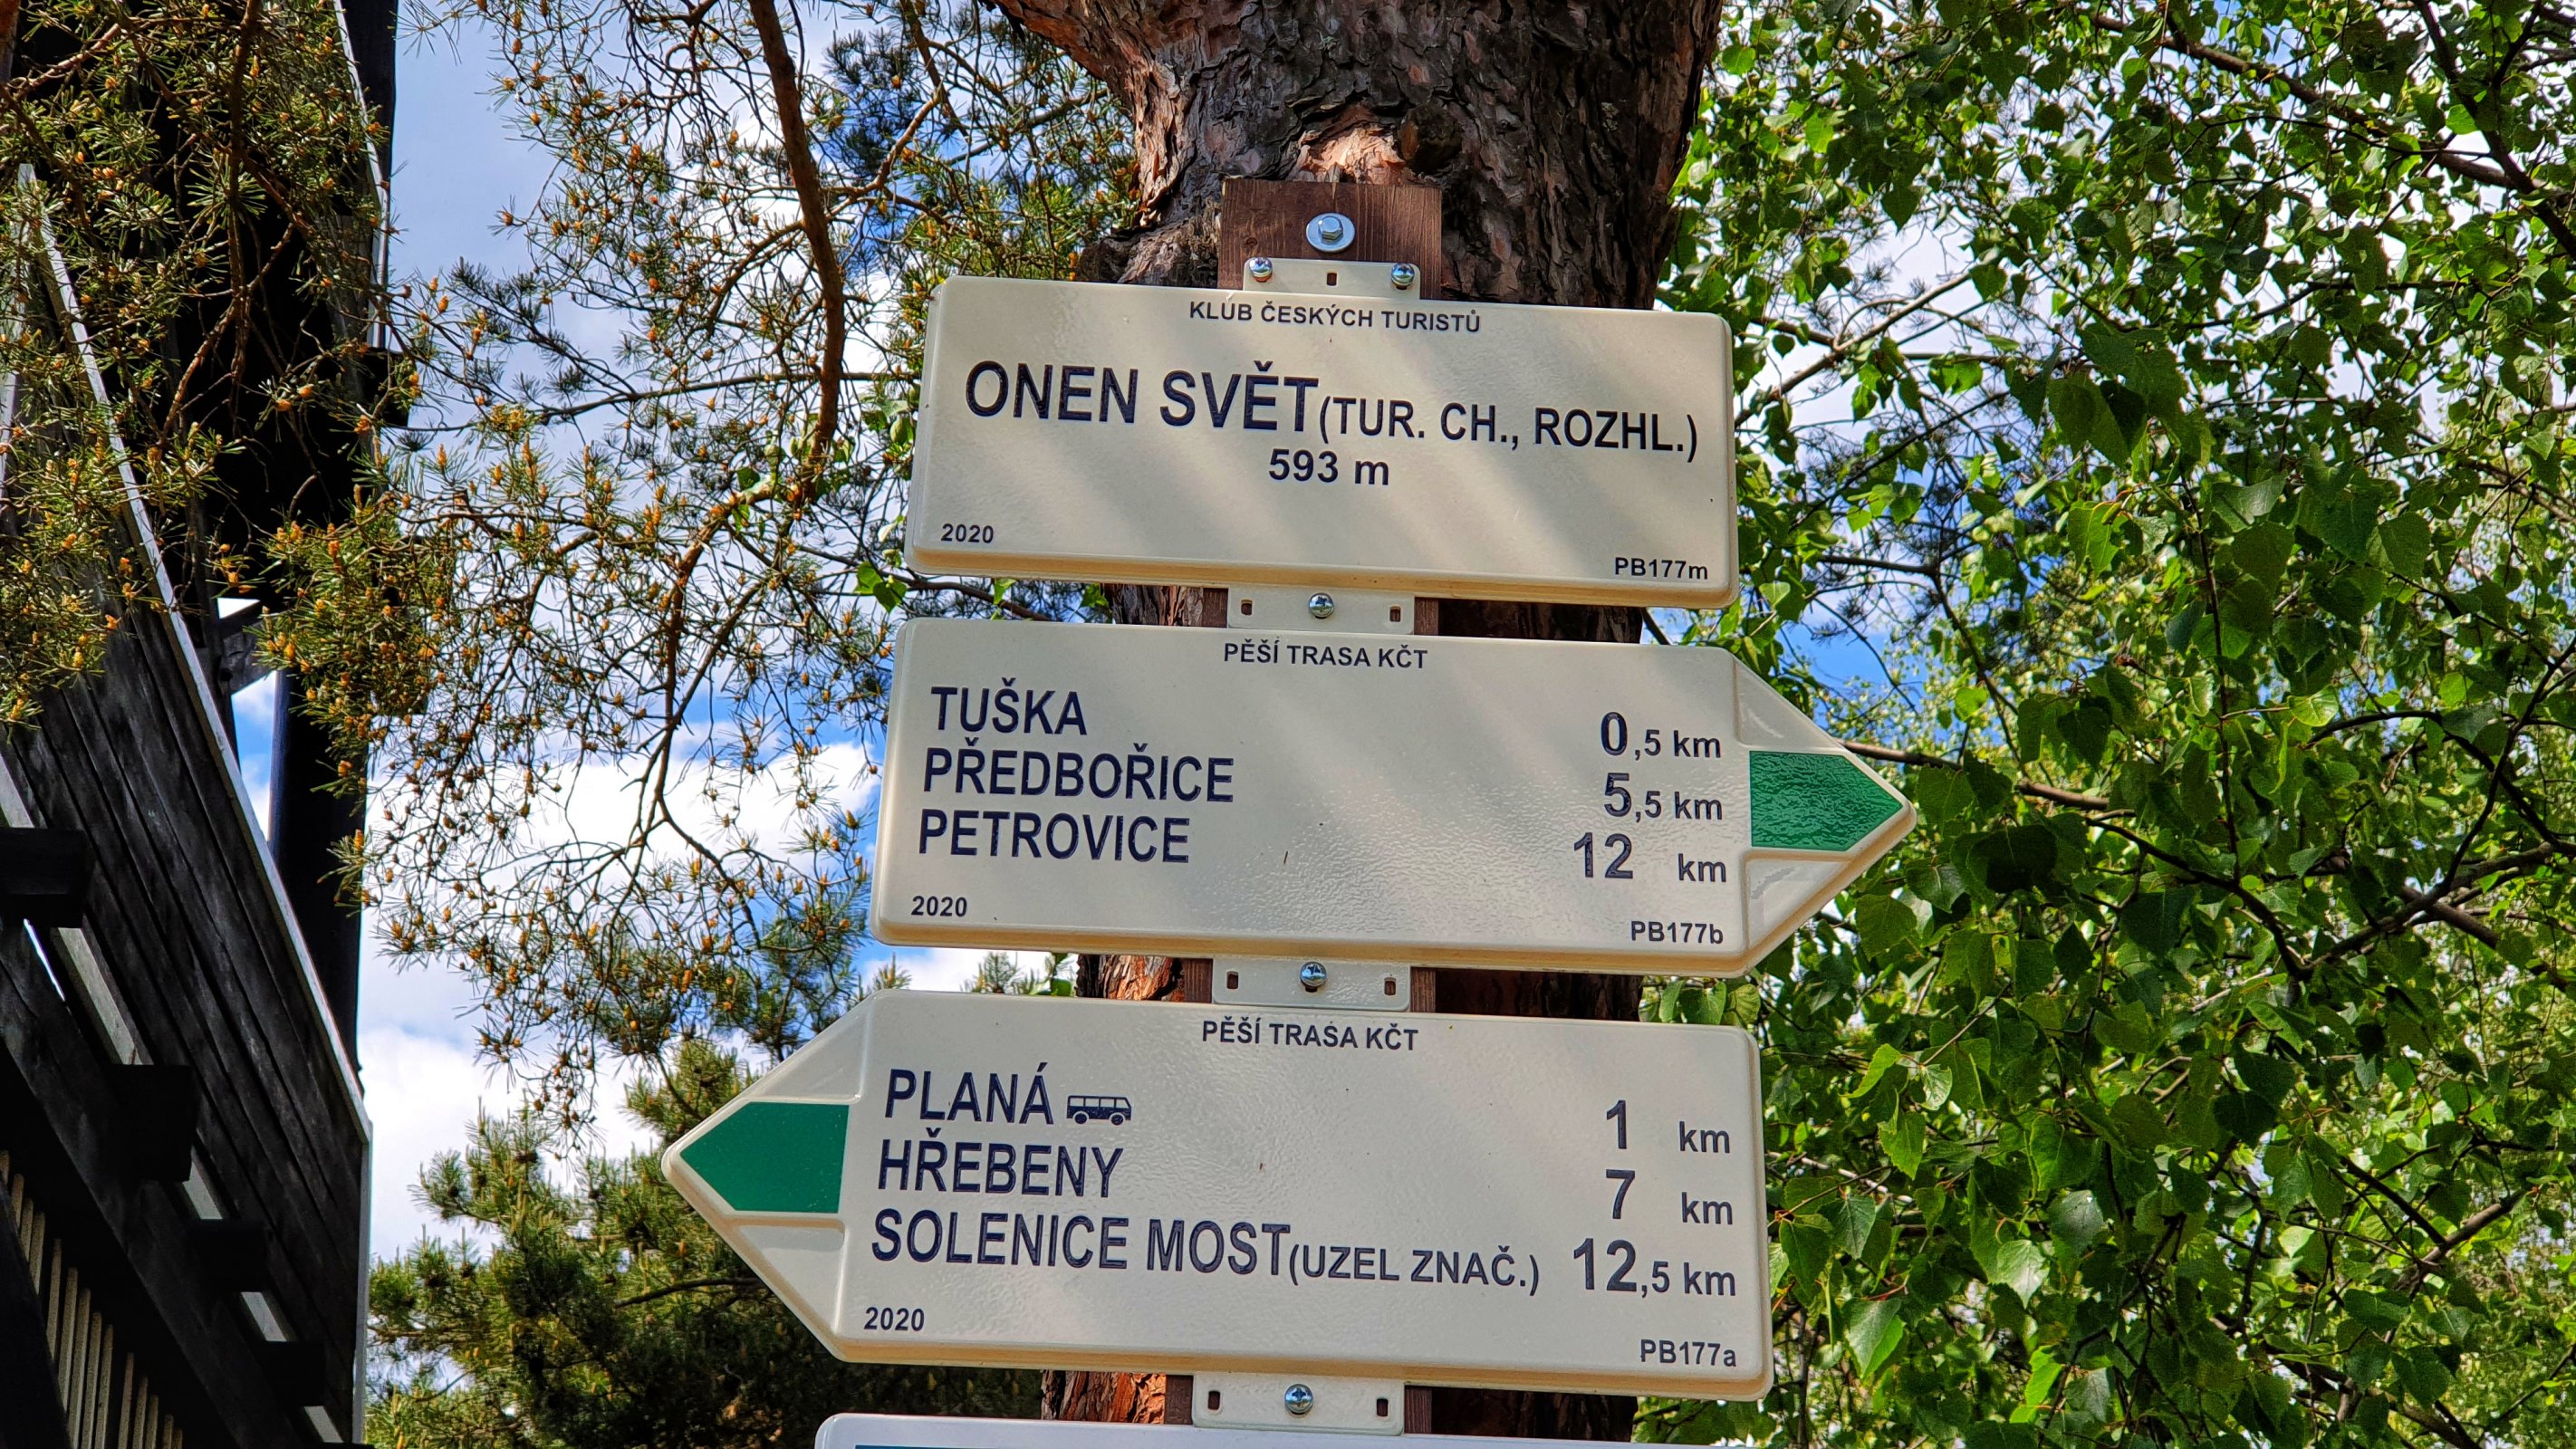 KLUB ČESKÝCH TURISTŮ
ONEN SVĚT(TUR. CH., ROZHL.)
593 m
2020 PB177m
PĚŠÍ TRASA KČT
TUŠKA 0,5 km
PŘEDBOŘICE 5,5 km
PETROVICE 12 km
2020 PB177b
PĚŠÍ TRASA KČT
PLANÁ 1 km
HŘEBENY 7 km
SOLENICE MOST(UZEL ZNAČ.) 12,5 km
2020 PB177a